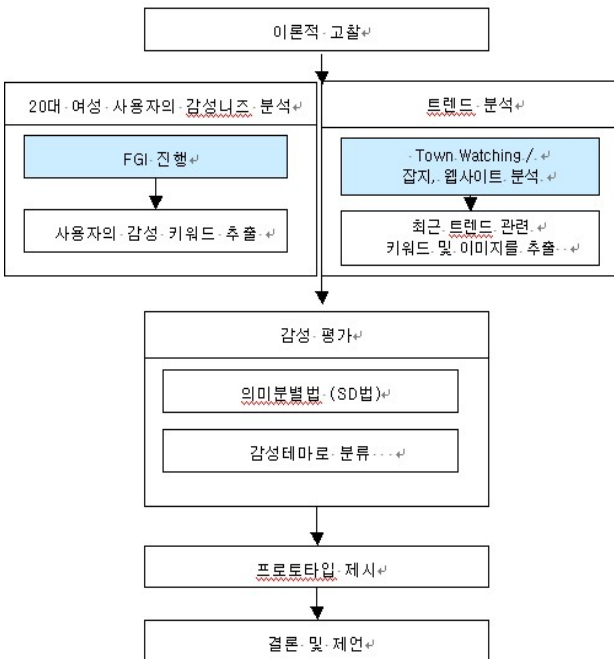 이론적 고찰
20대 여성 사용자의 감성니즈 분석
FGI 진행
사용자의 감성 키워드 추출
트렌드 분석
Town Watching /
잡지, 웹사이트 분석
최근 트렌드 관련
키워드 및 이미지를 추출
감성 평가
의미분별법 (SD법)
감성테마로 분류
프로토타입 제시
결론 및 제언